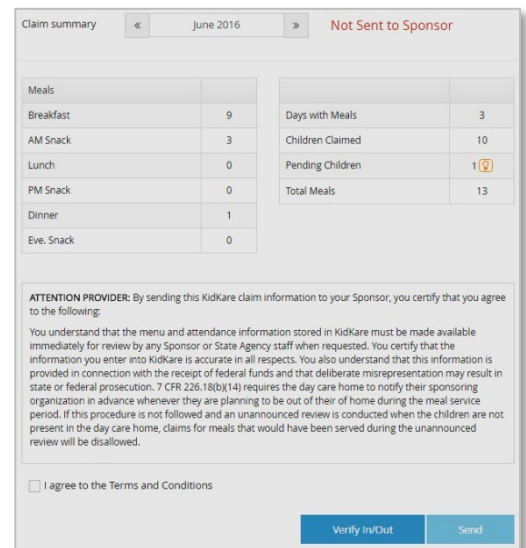 Claim summary « June 2016 » Not Sent to Sponsor
Meals
Breakfast 9
AM Snack 3
Lunch 0
PM Snack 0
Dinner 1
Eve. Snack 0
Days with Meals 3
Children Claimed 10
Pending Children 1
Total Meals 13
ATTENTION PROVIDER: By sending this KidKare claim information to your Sponsor, you certify that you agree
to the following:
You understand that the menu and attendance information stored in KidKare must be made available
immediately for review by any Sponsor or State Agency staff when requested. You certify that the
information you enter into KidKare is accurate in all respects. You also understand that this information is
provided in connection with the receipt of federal funds and that deliberate misrepresentation may result in
state or federal prosecution. 7 CFR 226.18(b)(14) requires the day care home to notify their sponsoring
organization in advance whenever they are planning to be out of their of home during the meal service
period. If this procedure is not followed and an unannounced review is conducted when the children are not
present in the day care home, claims for meals that would have been served during the unannounced
review will be disallowed.
I agree to the Terms and Conditions
Verify In/Out Send